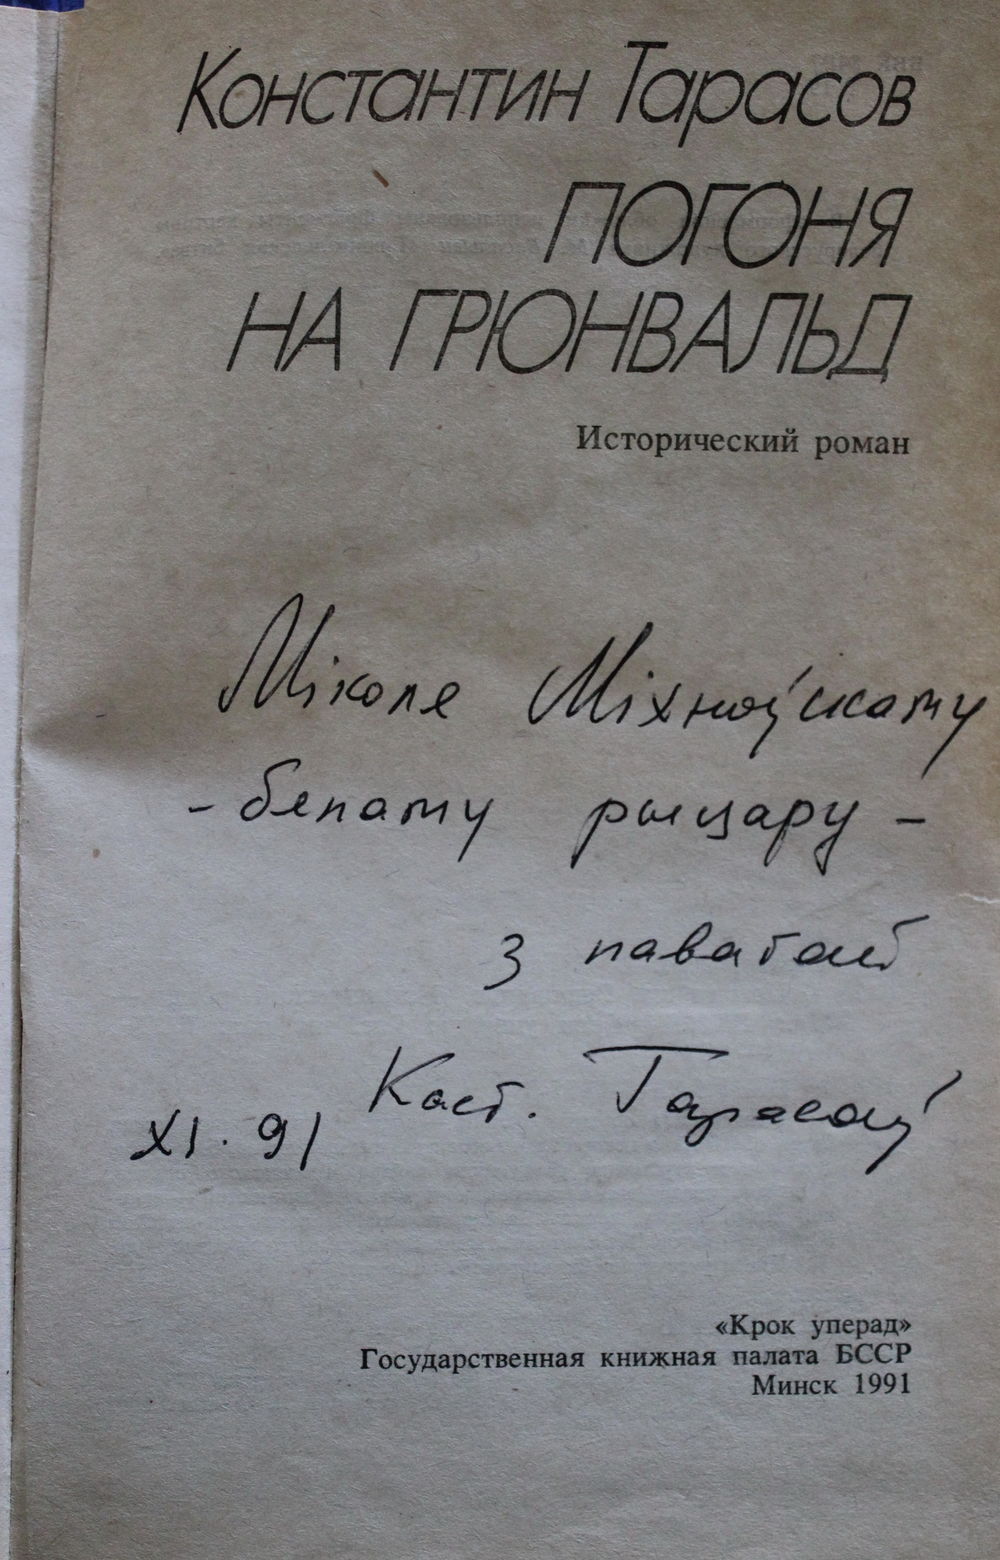 Константин Тарасов
ПОГОНЯ
НА ГРЮНВАЛЬД
Исторический роман
Міколе Міхноўскаму
- беламу рыцару -
з павагай
Каст. Тарасаў
XI. 91
«Крок уперад»
Государственная книжная палата БССР
Минск 1991